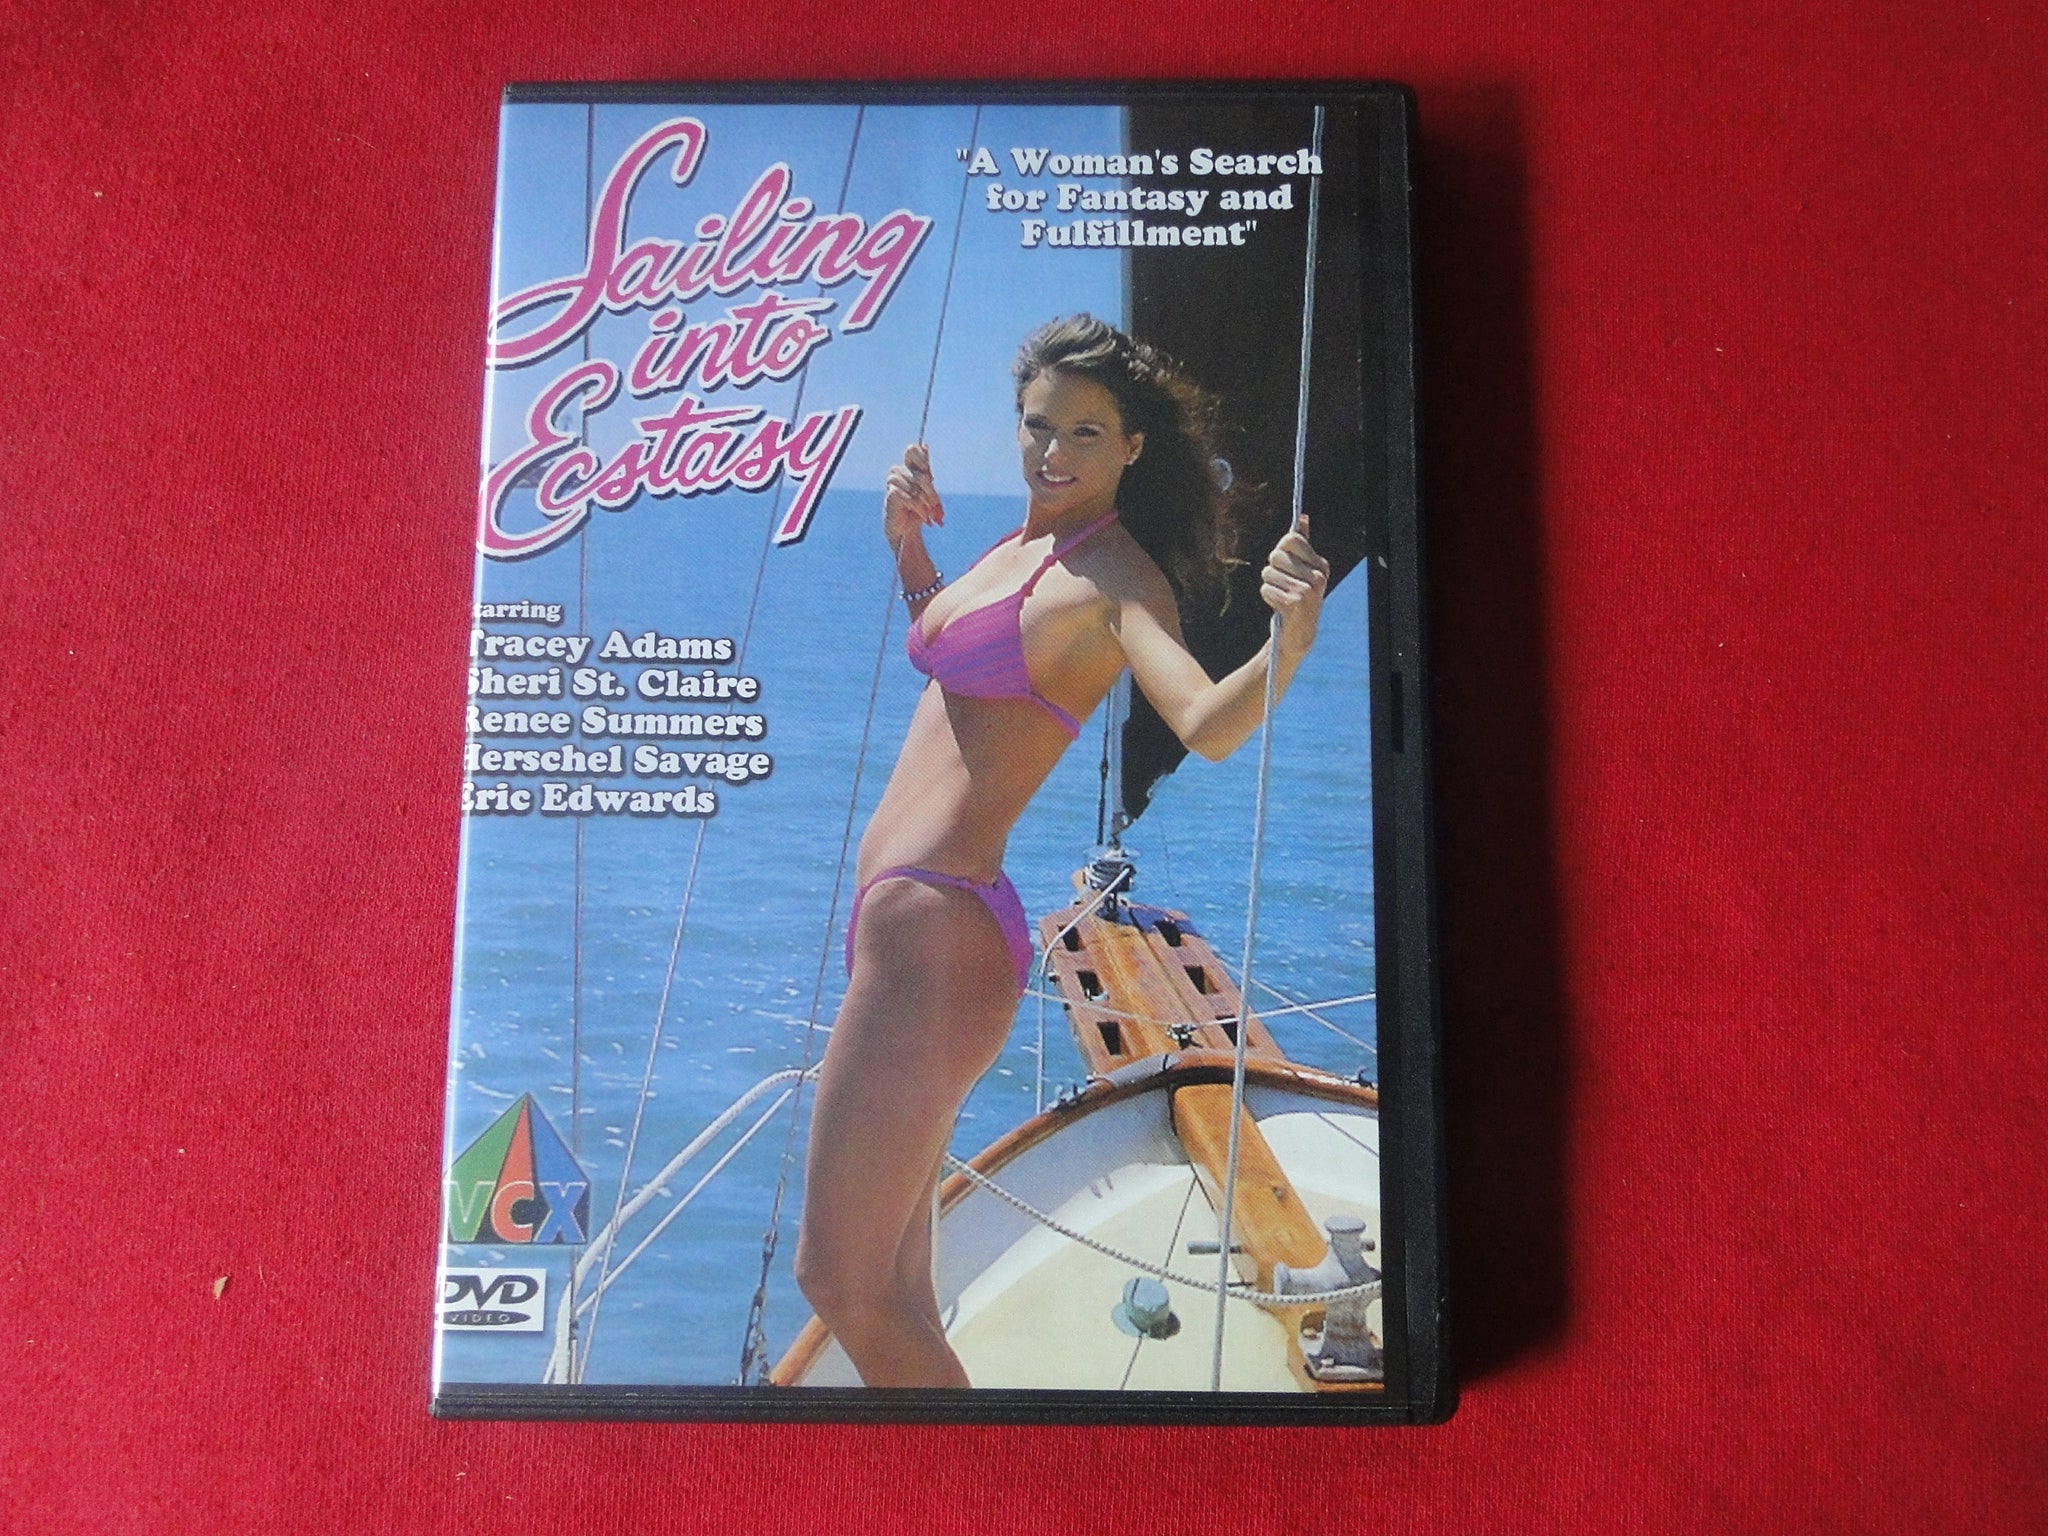 Sailing
into
Ecstasy
"A Woman's Search
for Fantasy and
Fulfillment"
Starring
Tracey Adams
Sheri St. Claire
Renee Summers
Herschel Savage
Eric Edwards
VCX
DVD
VIDEO